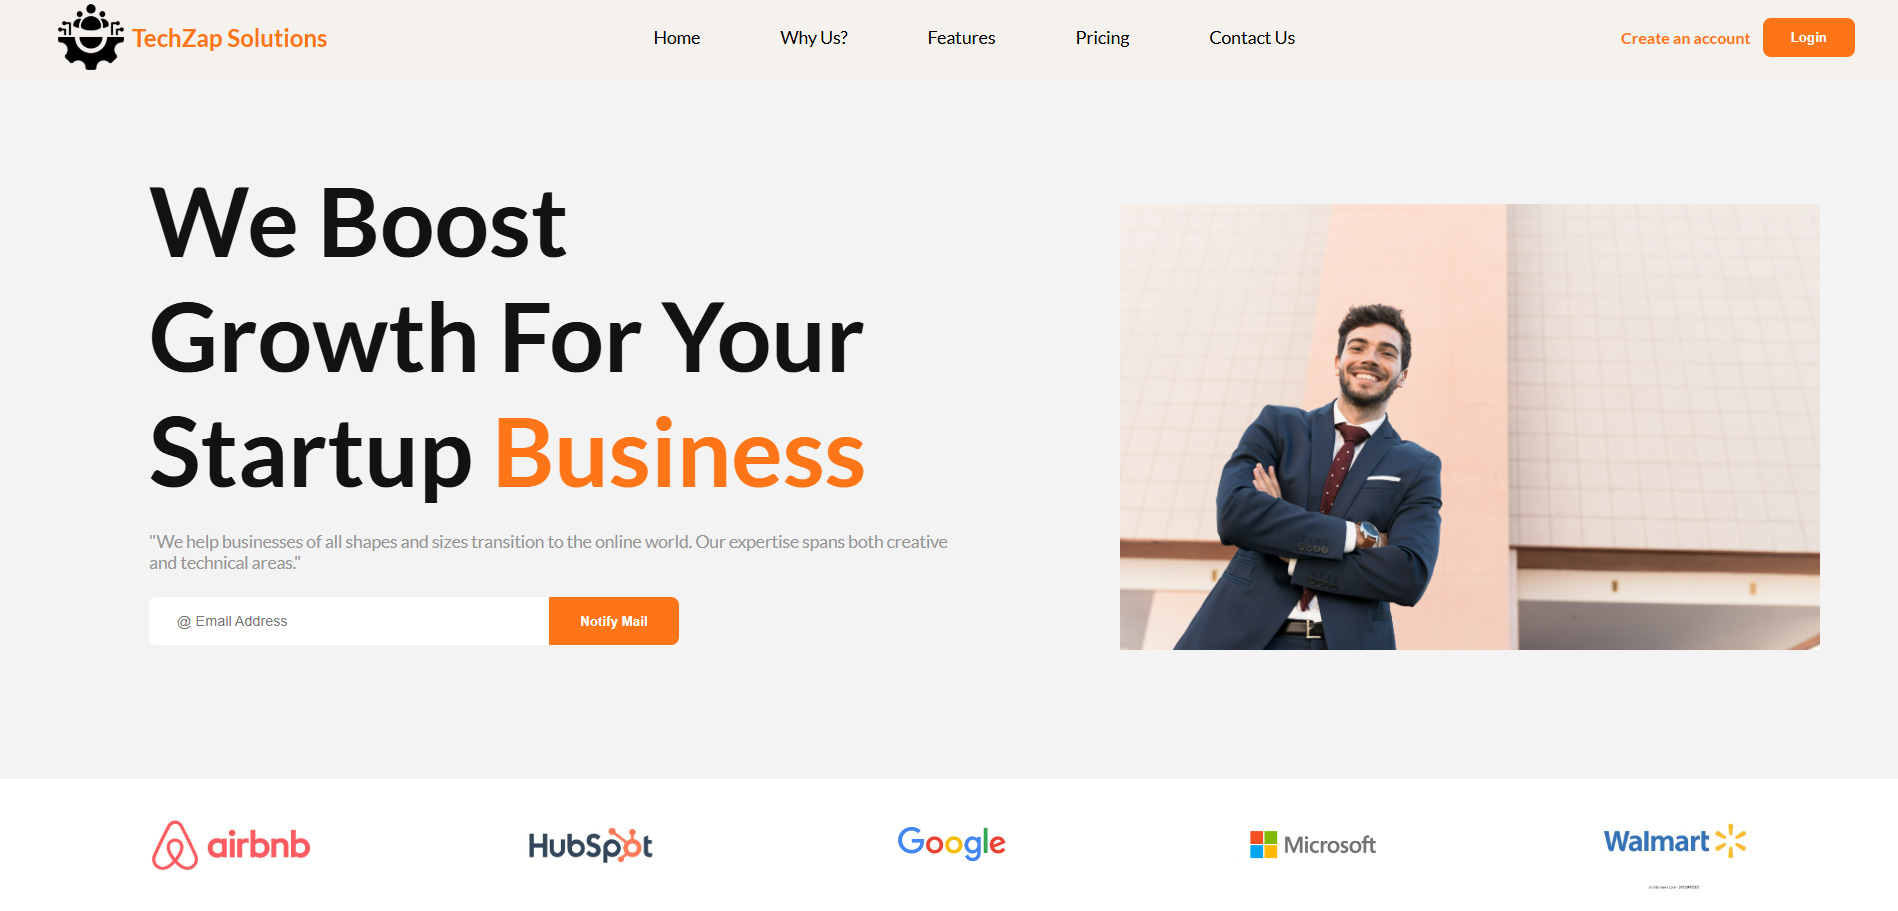 TechZap Solutions
Home
Why Us?
Features
Pricing
Contact Us
Create an account
Login
We Boost
Growth For Your
Startup Business
"We help businesses of all shapes and sizes transition to the online world. Our expertise spans both creative
and technical areas."
@ Email Address
Notify Mail
airbnb
HubSpot
Google
Microsoft
Walmart